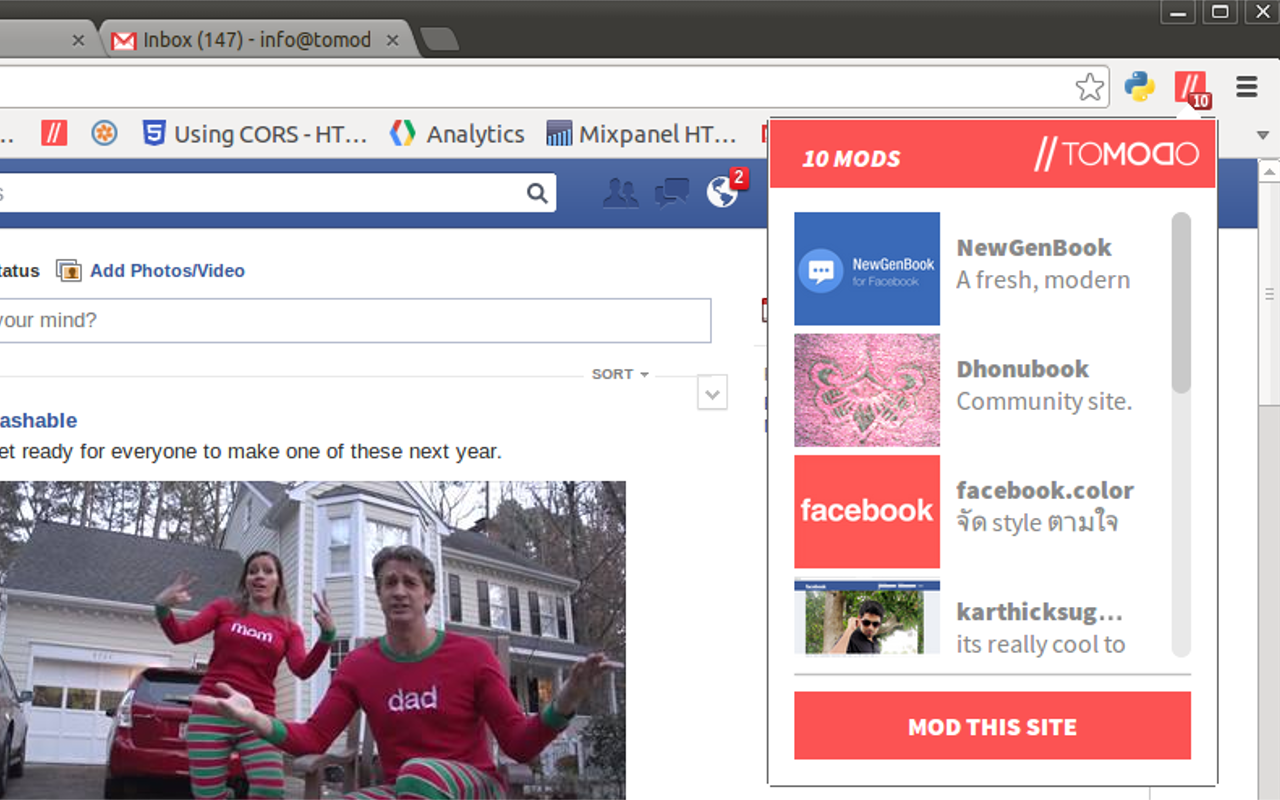 Inbox (147) - info@tomod
10
Using CORS - HT...
Analytics
Mixpanel HT...
10 MODS
//TOMODO
2
tatus
Add Photos/Video
your mind?
SORT
ashable
et ready for everyone to make one of these next year.
mom
dad
NewGenBook
for Facebook
NewGenBook
A fresh, modern
Dhonubook
Community site.
facebook
facebook.color
จัด style ตามใจ
facebook
karthicksug...
its really cool to
MOD THIS SITE